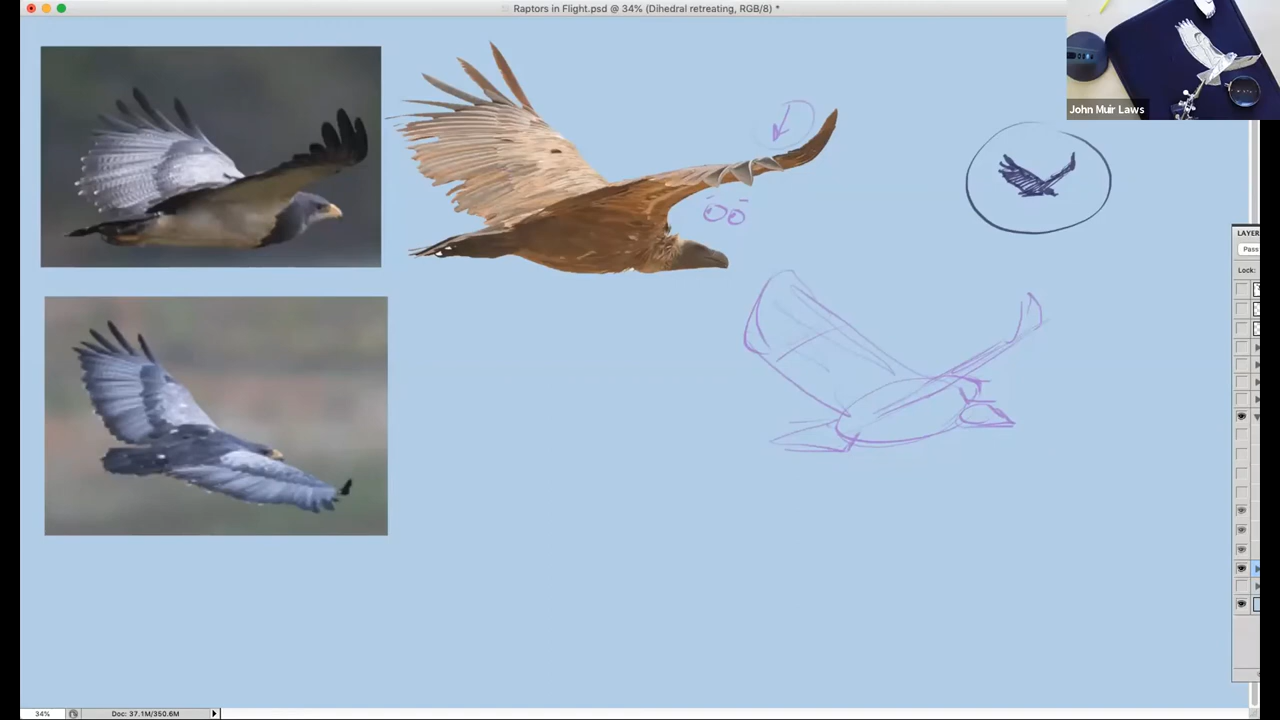 Raptors in Flight.psd @ 34% (Dihedral retreating, RGB/8) *
John Muir Laws
LAYER
Pass
Lock:
34%
Doc: 37.1M/350.6M